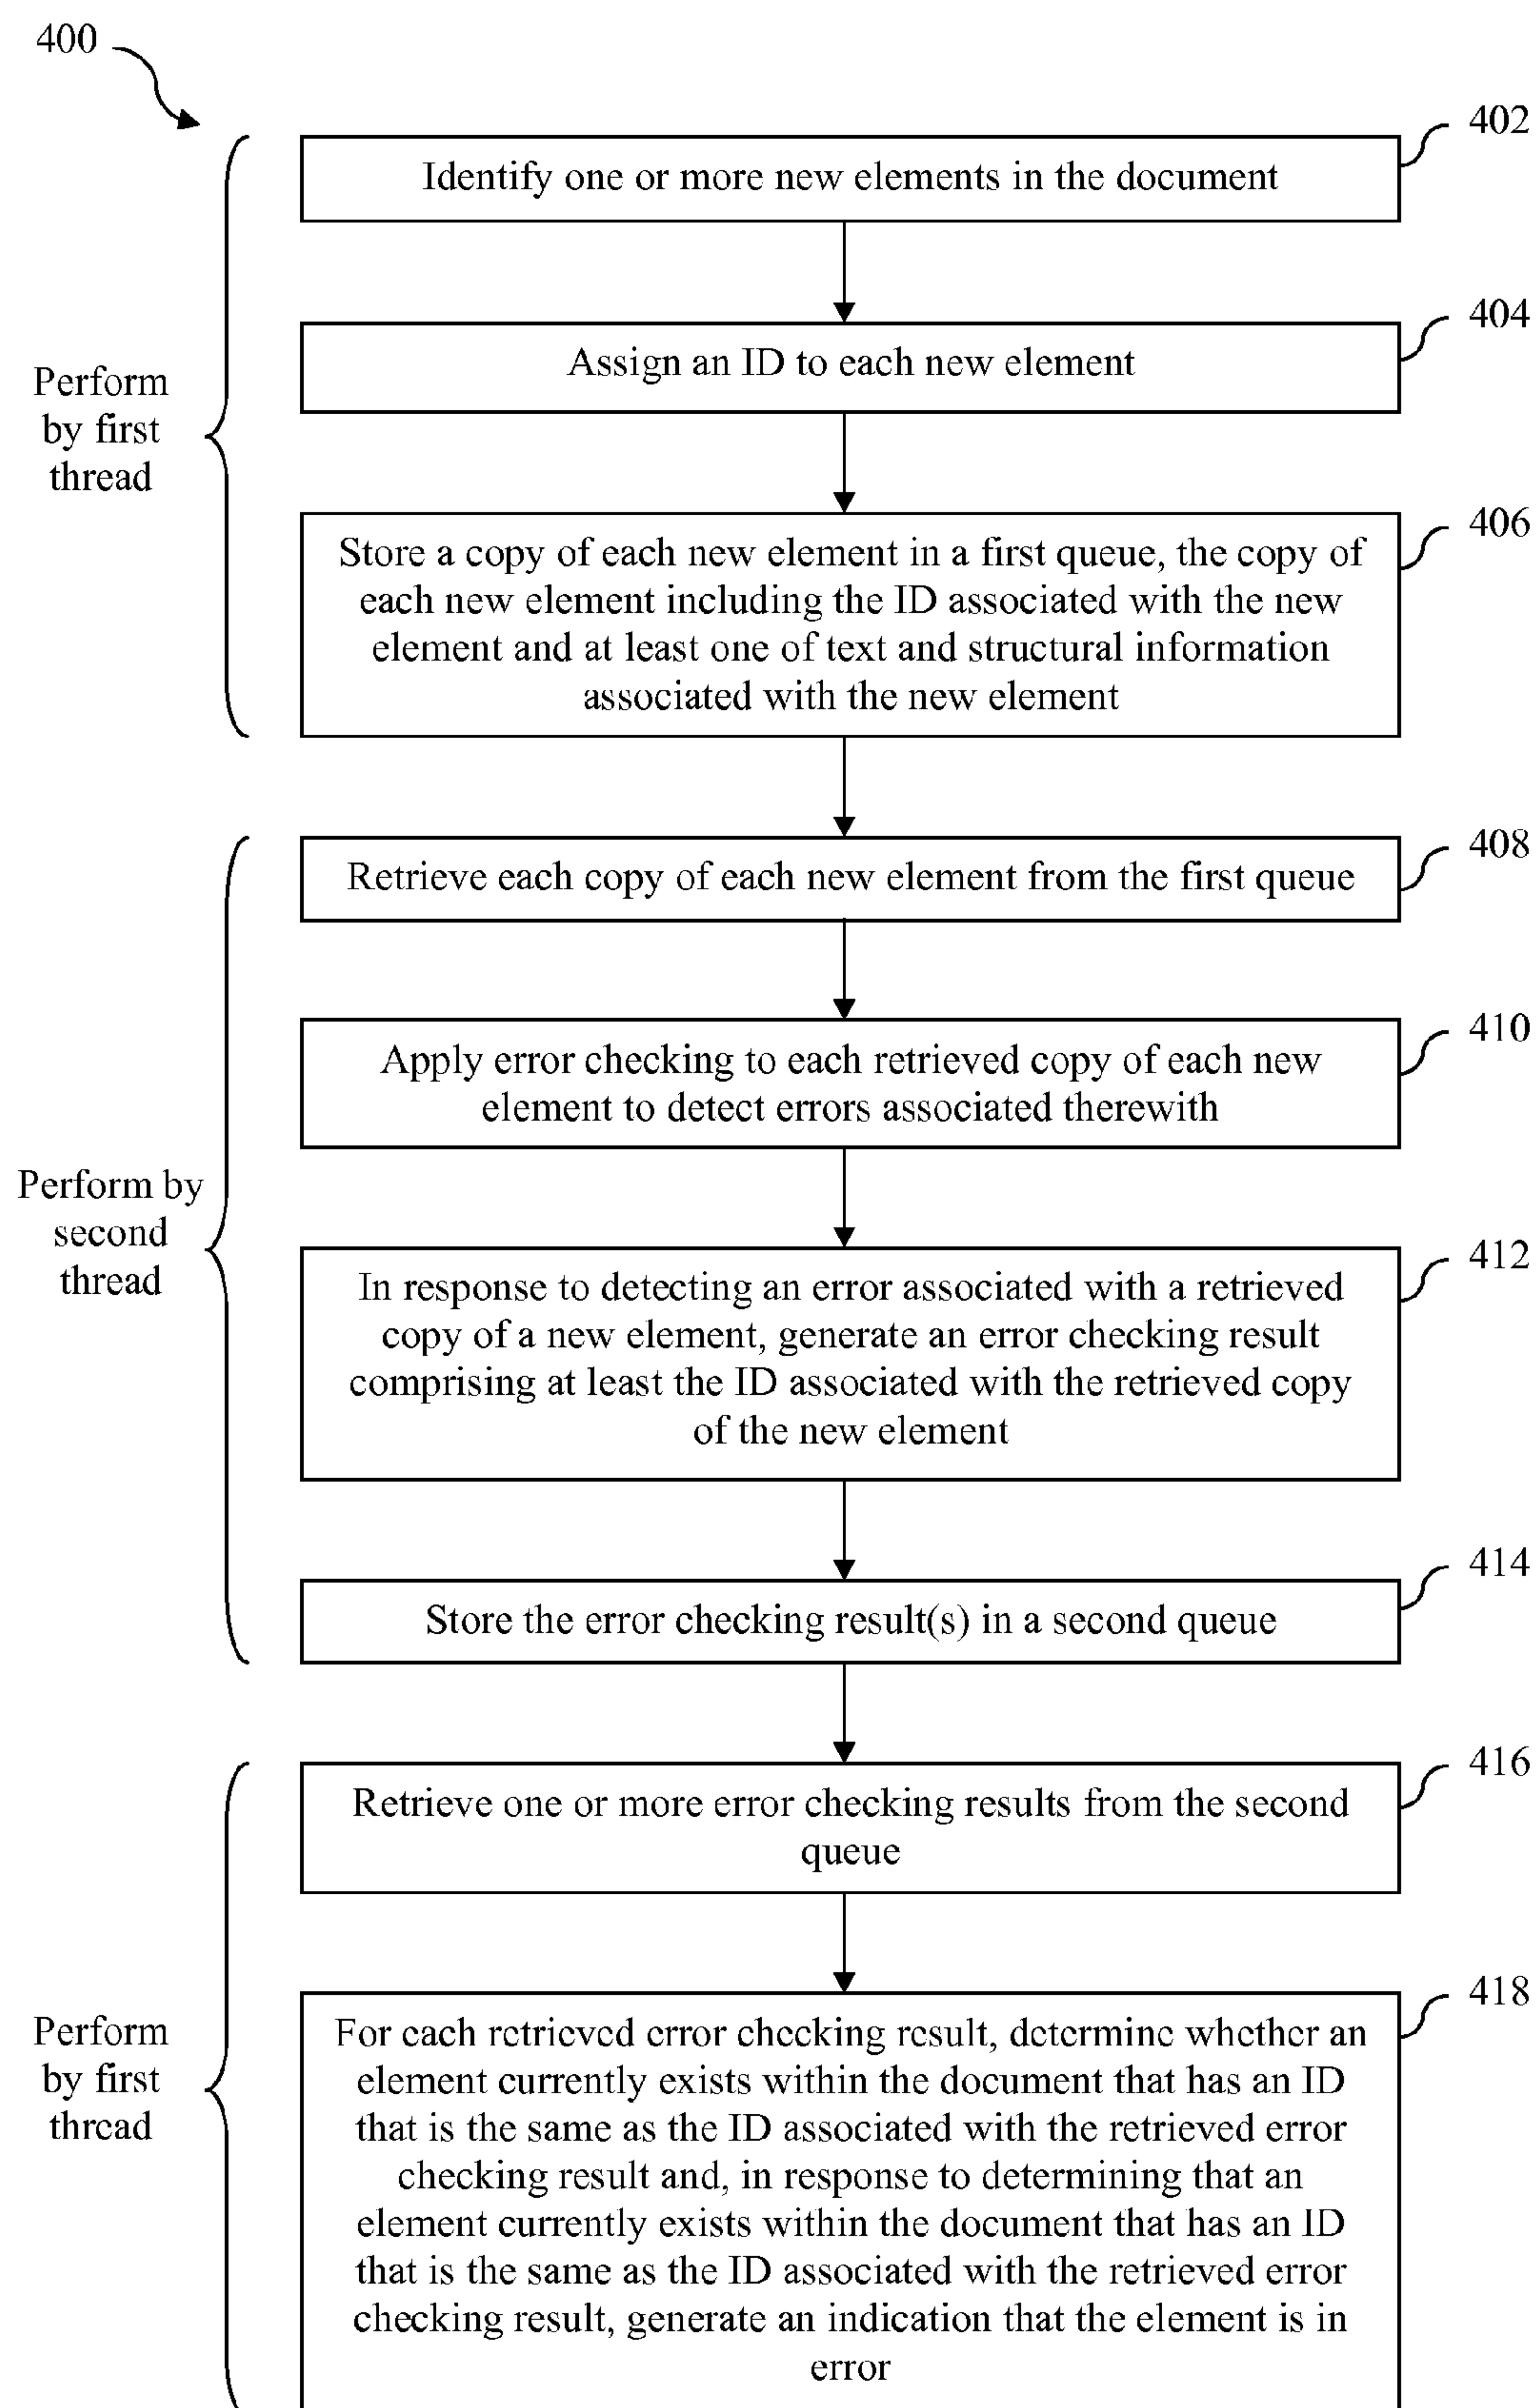 400
402
Identify one or more new elements in the document
404
Assign an ID to each new element
Perform
by first
thread
406
Store a copy of each new element in a first queue, the copy of
each new element including the ID associated with the new
element and at least one of text and structural information
associated with the new element
408
Retrieve each copy of each new element from the first queue
410
Apply error checking to each retrieved copy of each new
element to detect errors associated therewith
Perform by
second
thread
412
In response to detecting an error associated with a retrieved
copy of a new element, generate an error checking result
comprising at least the ID associated with the retrieved copy
of the new element
414
Store the error checking result(s) in a second queue
416
Retrieve one or more error checking results from the second
queue
Perform
by first
thread
418
For each retrieved error checking result, determine whether an
element currently exists within the document that has an ID
that is the same as the ID associated with the retrieved error
checking result and, in response to determining that an
element currently exists within the document that has an ID
that is the same as the ID associated with the retrieved error
checking result, generate an indication that the element is in
error